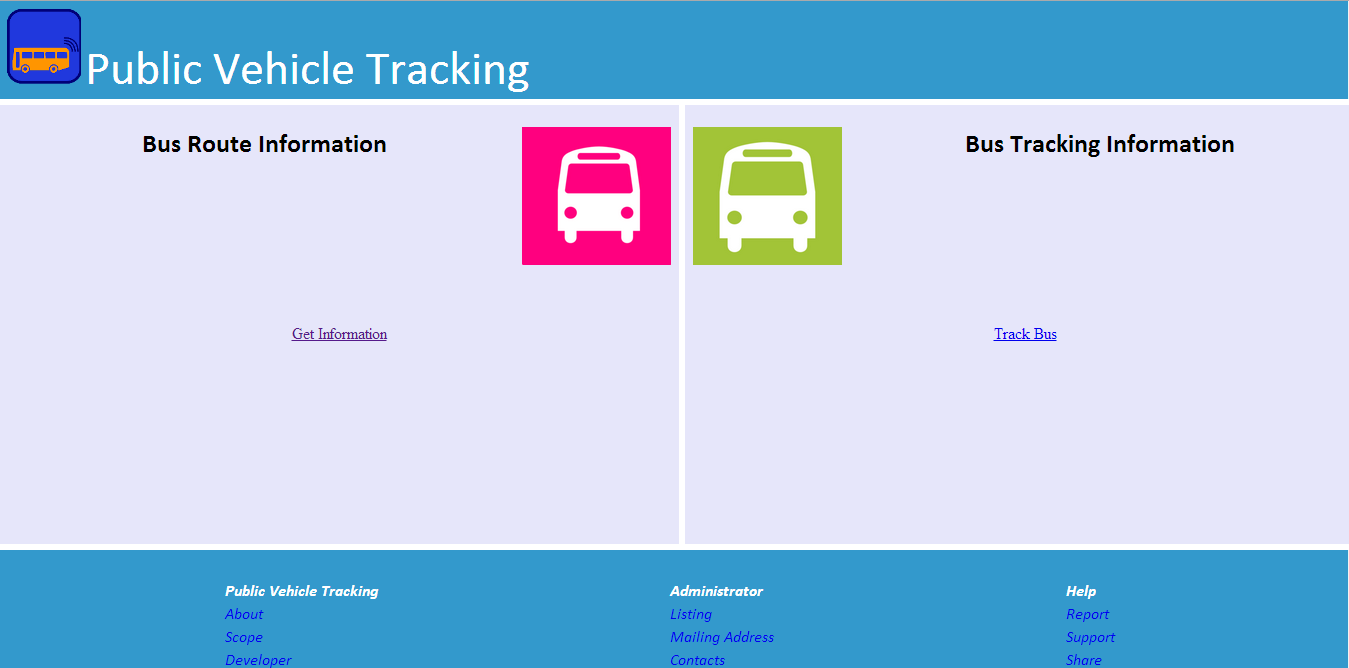 Public Vehicle Tracking
Bus Route Information
Get Information
Bus Tracking Information
Track Bus
Public Vehicle Tracking
About
Scope
Developer
Administrator
Listing
Mailing Address
Contacts
Help
Report
Support
Share